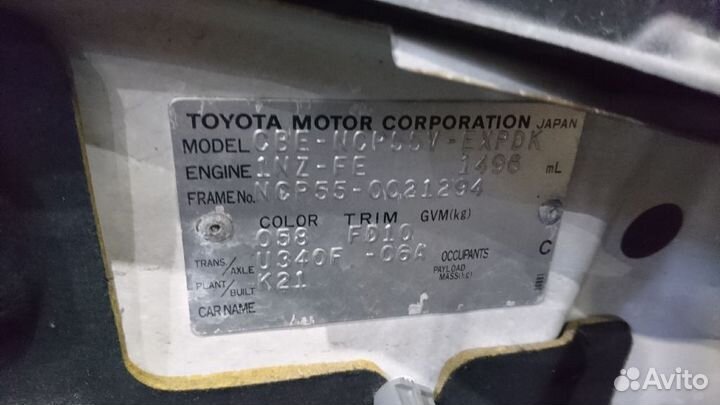 TOYOTA MOTOR CORPORATION JAPAN
MODEL CBE-NCP55V-EXPDK
ENGINE 1NZ-FE 1496 mL
FRAME No. NCP55-0021294
COLOR TRIM GVM(kg)
058 FD10
TRANS/AXLE U340F -06A OCCUPANTS C
PLANT/BUILT K21 PAYLOAD MASS(kg)
CAR NAME
Avito